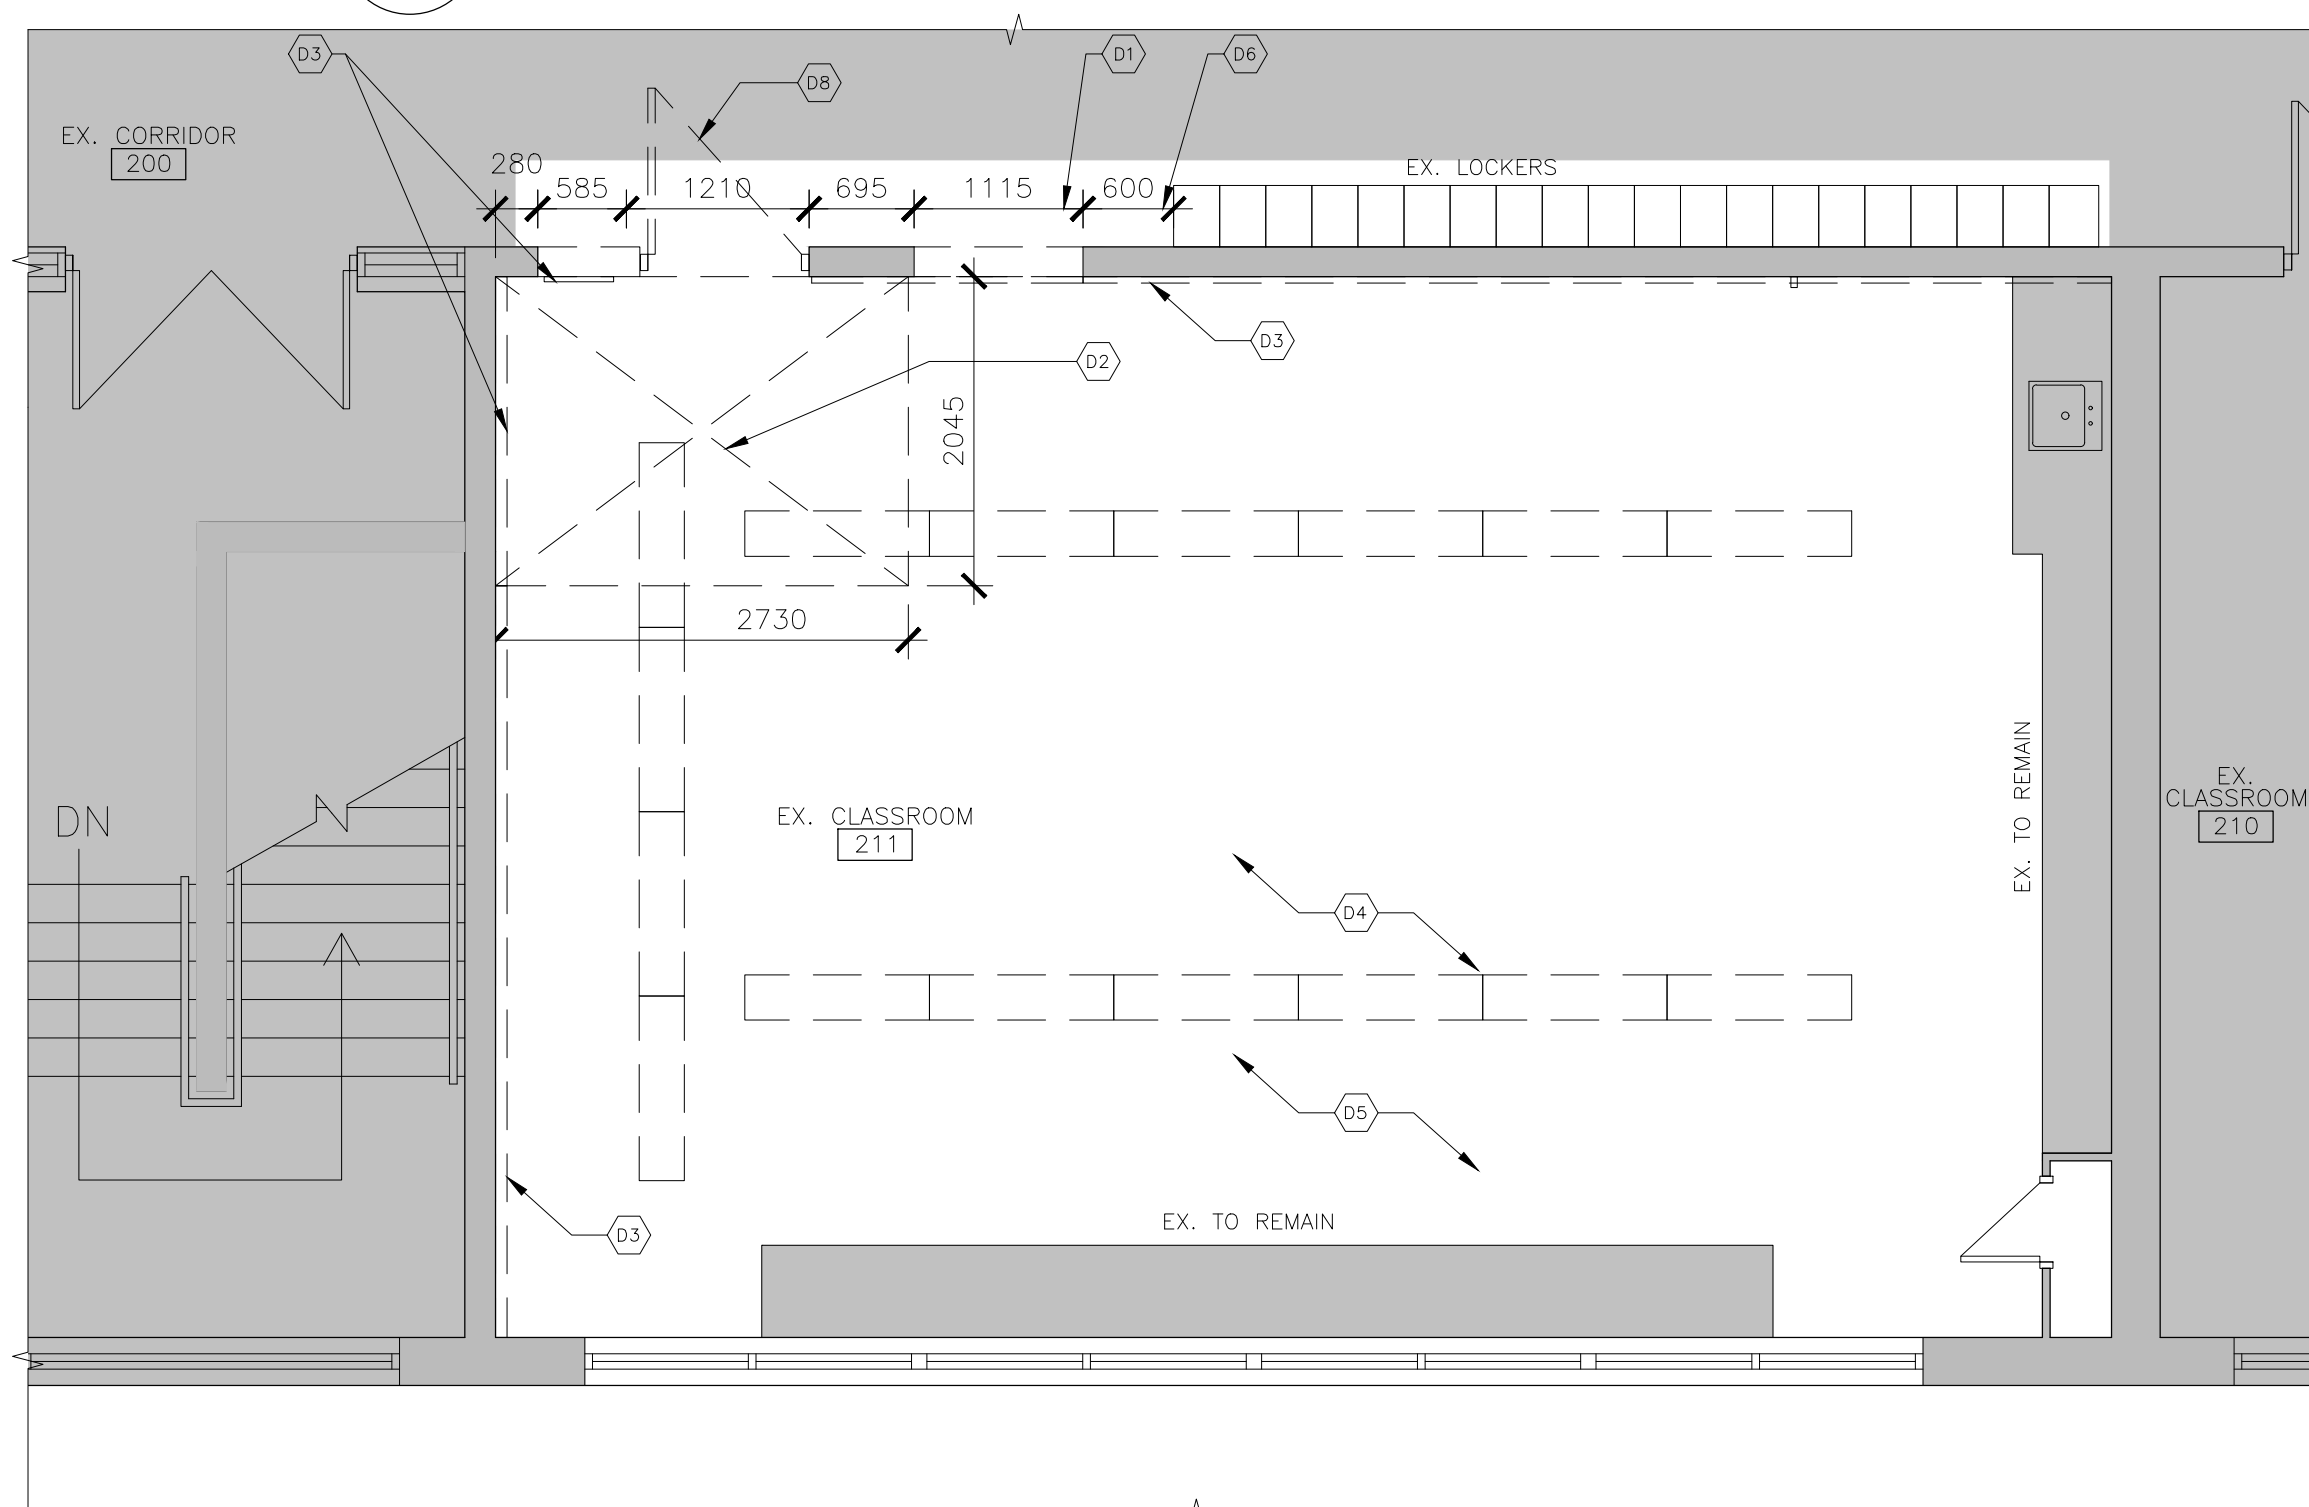 D3
D1
D6
D8
EX. CORRIDOR
200
280
EX. LOCKERS
585
1210
695
1115
600
D3
D2
2045
2730
EX. TO REMAIN
EX.
CLASSROOM
210
DN
EX. CLASSROOM
211
D4
D5
EX. TO REMAIN
D3